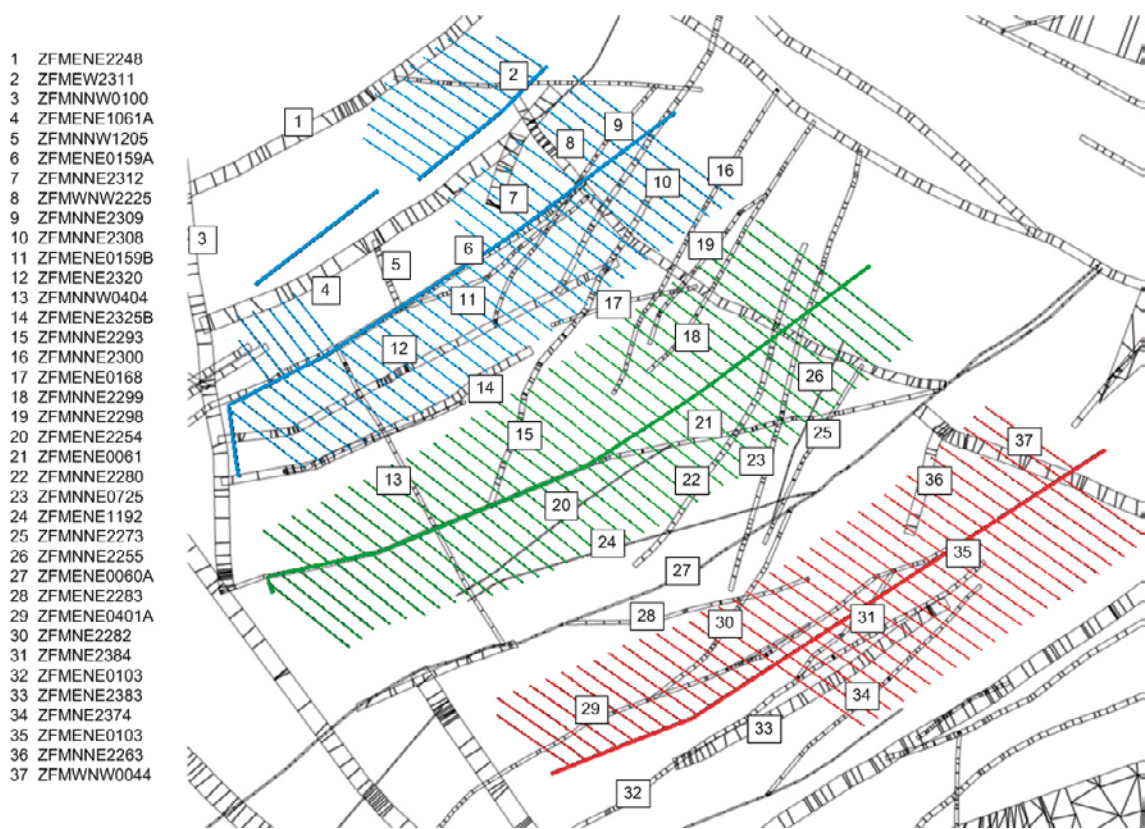 1 ZFMENE2248
2 ZFMEW2311
3 ZFMNNW0100
4 ZFMENE1061A
5 ZFMNNW1205
6 ZFMENE0159A
7 ZFMNNE2312
8 ZFMWNW2225
9 ZFMNNE2309
10 ZFMNNE2308
11 ZFMENE0159B
12 ZFMENE2320
13 ZFMNNW0404
14 ZFMENE2325B
15 ZFMNNE2293
16 ZFMNNE2300
17 ZFMENE0168
18 ZFMNNE2299
19 ZFMNNE2298
20 ZFMENE2254
21 ZFMENE0061
22 ZFMNNE2280
23 ZFMNNE0725
24 ZFMENE1192
25 ZFMNNE2273
26 ZFMNNE2255
27 ZFMENE0060A
28 ZFMENE2283
29 ZFMENE0401A
30 ZFMNE2282
31 ZFMNE2384
32 ZFMENE0103
33 ZFMENE2383
34 ZFMNE2374
35 ZFMENE0103
36 ZFMNNE2263
37 ZFMWNW0044
2
1
9
8
16
10
7
3
19
6
5
4
11
17
18
12
26
14
21
15
25
37
23
13
22
36
20
24
35
27
28
31
30
34
29
33
32